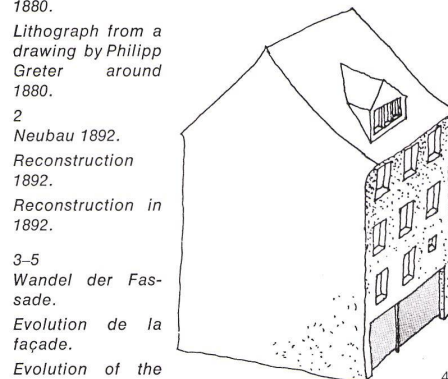 1880.
Lithograph from a
drawing by Philipp
Greter around
1880.
2
Neubau 1892.
Reconstruction
1892.
Reconstruction in
1892.
3–5
Wandel der Fas-
sade.
Evolution de la
façade.
Evolution of the
4